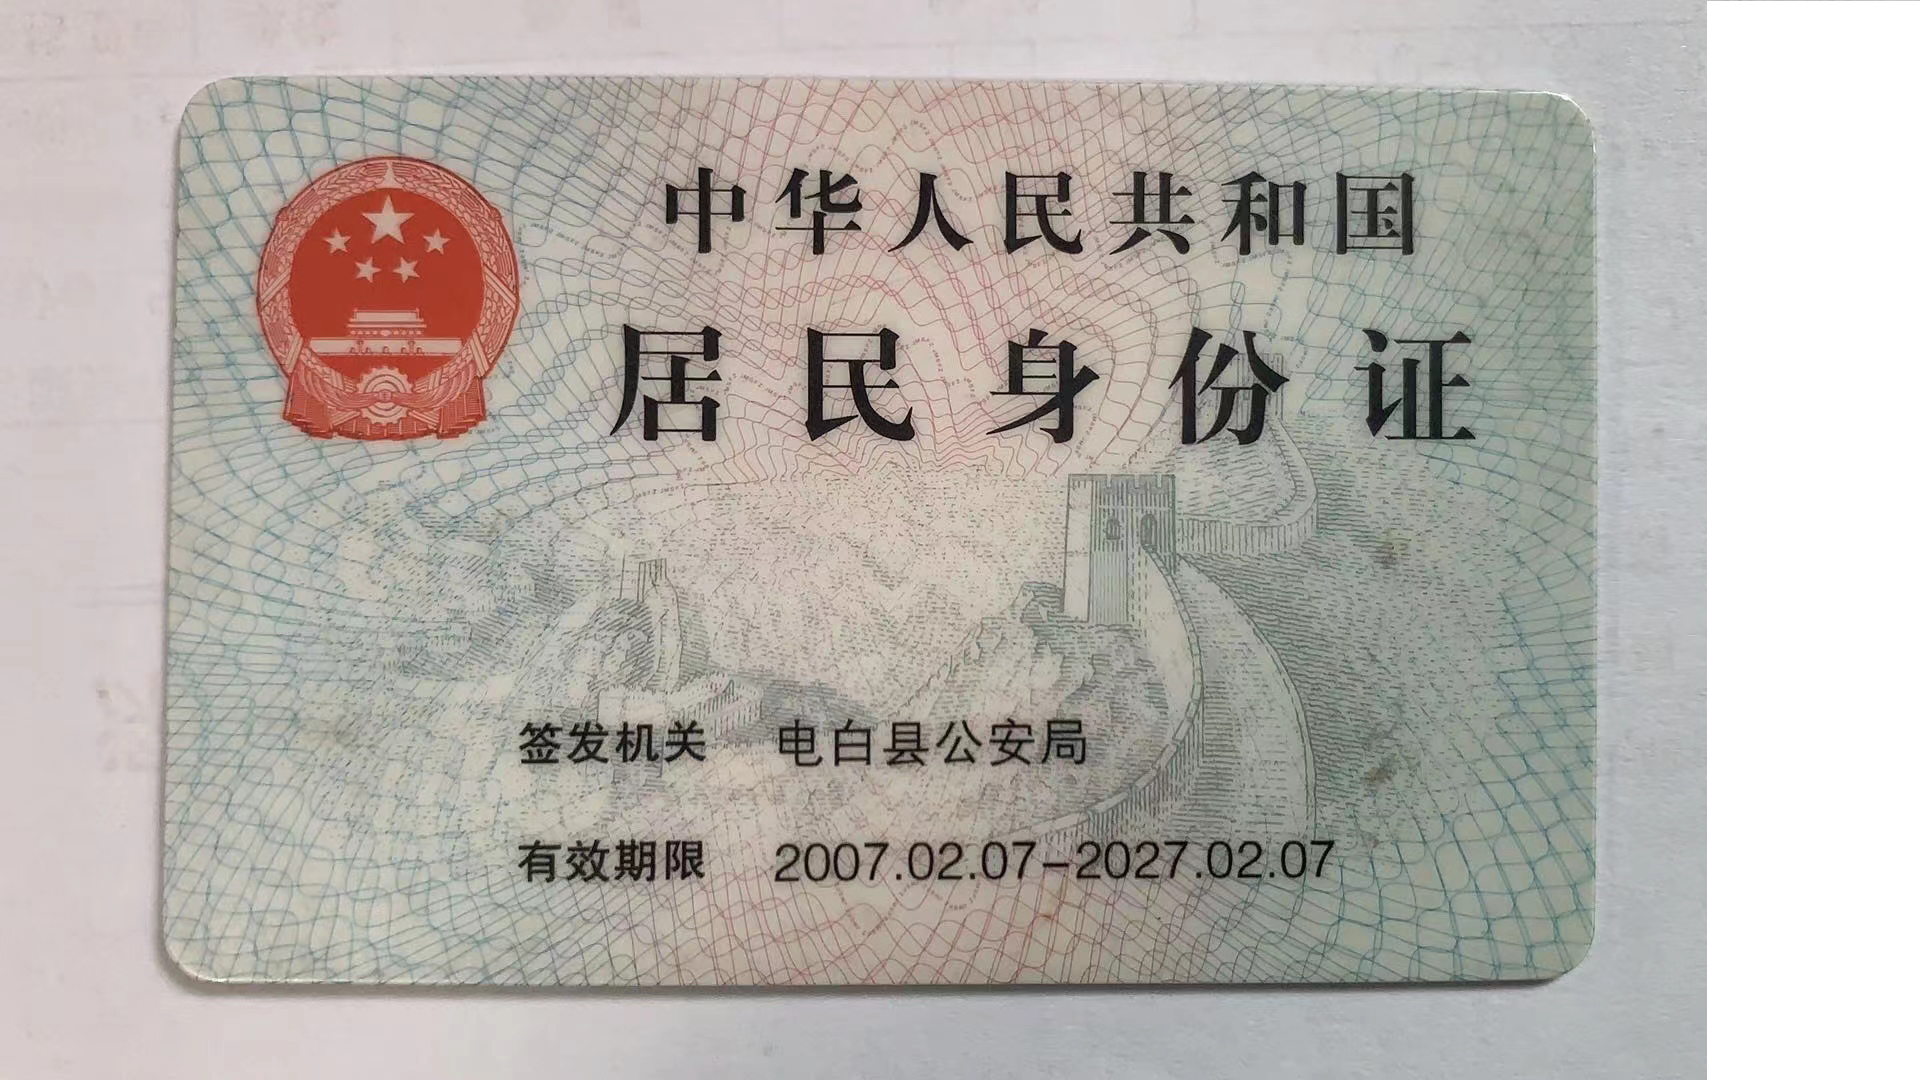 中华人民共和国
居民身份证
签发机关 电白县公安局
有效期限 2007.02.07-2027.02.07